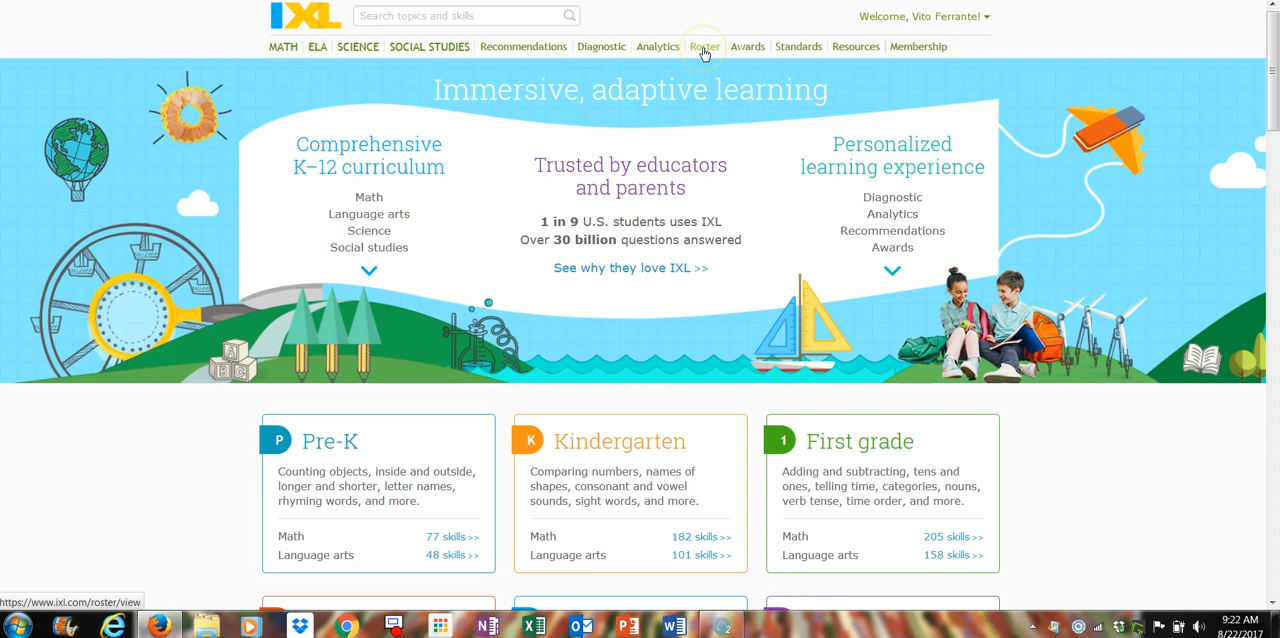 IXL
Search topics and skills
Welcome, Vito Ferrante!
MATH ELA SCIENCE SOCIAL STUDIES Recommendations Diagnostic Analytics Roster Awards Standards Resources Membership
Immersive, adaptive learning
Comprehensive
K–12 curriculum
Math
Language arts
Science
Social studies
Trusted by educators
and parents
1 in 9 U.S. students uses IXL
Over 30 billion questions answered
See why they love IXL >>
Personalized
learning experience
Diagnostic
Analytics
Recommendations
Awards
A
B C
P Pre-K
Counting objects, inside and outside,
longer and shorter, letter names,
rhyming words, and more.
Math 77 skills >>
Language arts 48 skills >>
K Kindergarten
Comparing numbers, names of
shapes, consonant and vowel
sounds, sight words, and more.
Math 182 skills >>
Language arts 101 skills >>
1 First grade
Adding and subtracting, tens and
ones, telling time, categories, nouns,
verb tense, time order, and more.
Math 205 skills >>
Language arts 158 skills >>
https://www.ixl.com/roster/view
9:22 AM
8/22/2017